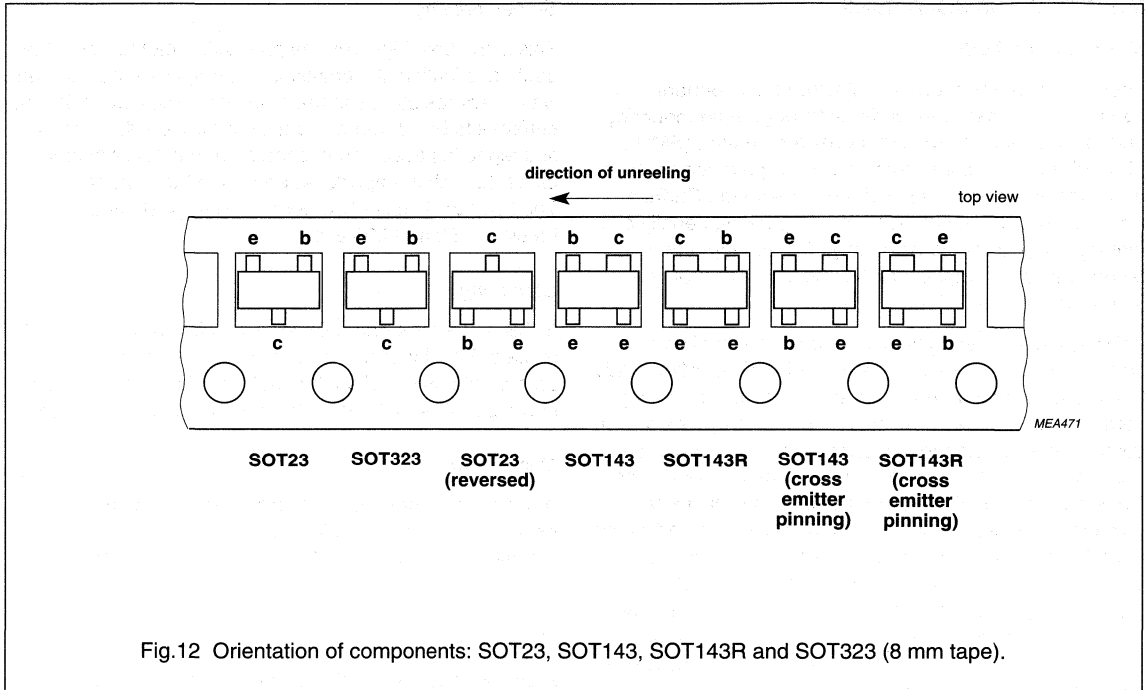 direction of unreeling
top view
e b e b c b c c b e c c e
c c b e e e e e b e e b
MEA471
SOT23 SOT323 SOT23 SOT143 SOT143R SOT143 SOT143R
(reversed) (cross (cross
emitter emitter
pinning) pinning)
Fig.12 Orientation of components: SOT23, SOT143, SOT143R and SOT323 (8 mm tape).